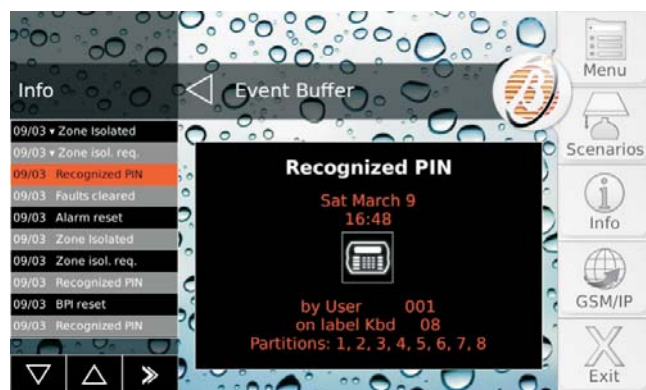 Info
Event Buffer
09/03 ▾ Zone Isolated
09/03 ▾ Zone isol. req.
09/03 Recognized PIN
09/03 Faults cleared
09/03 Alarm reset
09/03 Zone Isolated
09/03 Zone isol. req.
09/03 Recognized PIN
09/03 BPI reset
09/03 Recognized PIN
Recognized PIN
Sat March 9
16:48
by User 001
on label Kbd 08
Partitions: 1, 2, 3, 4, 5, 6, 7, 8
Menu
Scenarios
Info
GSM/IP
Exit